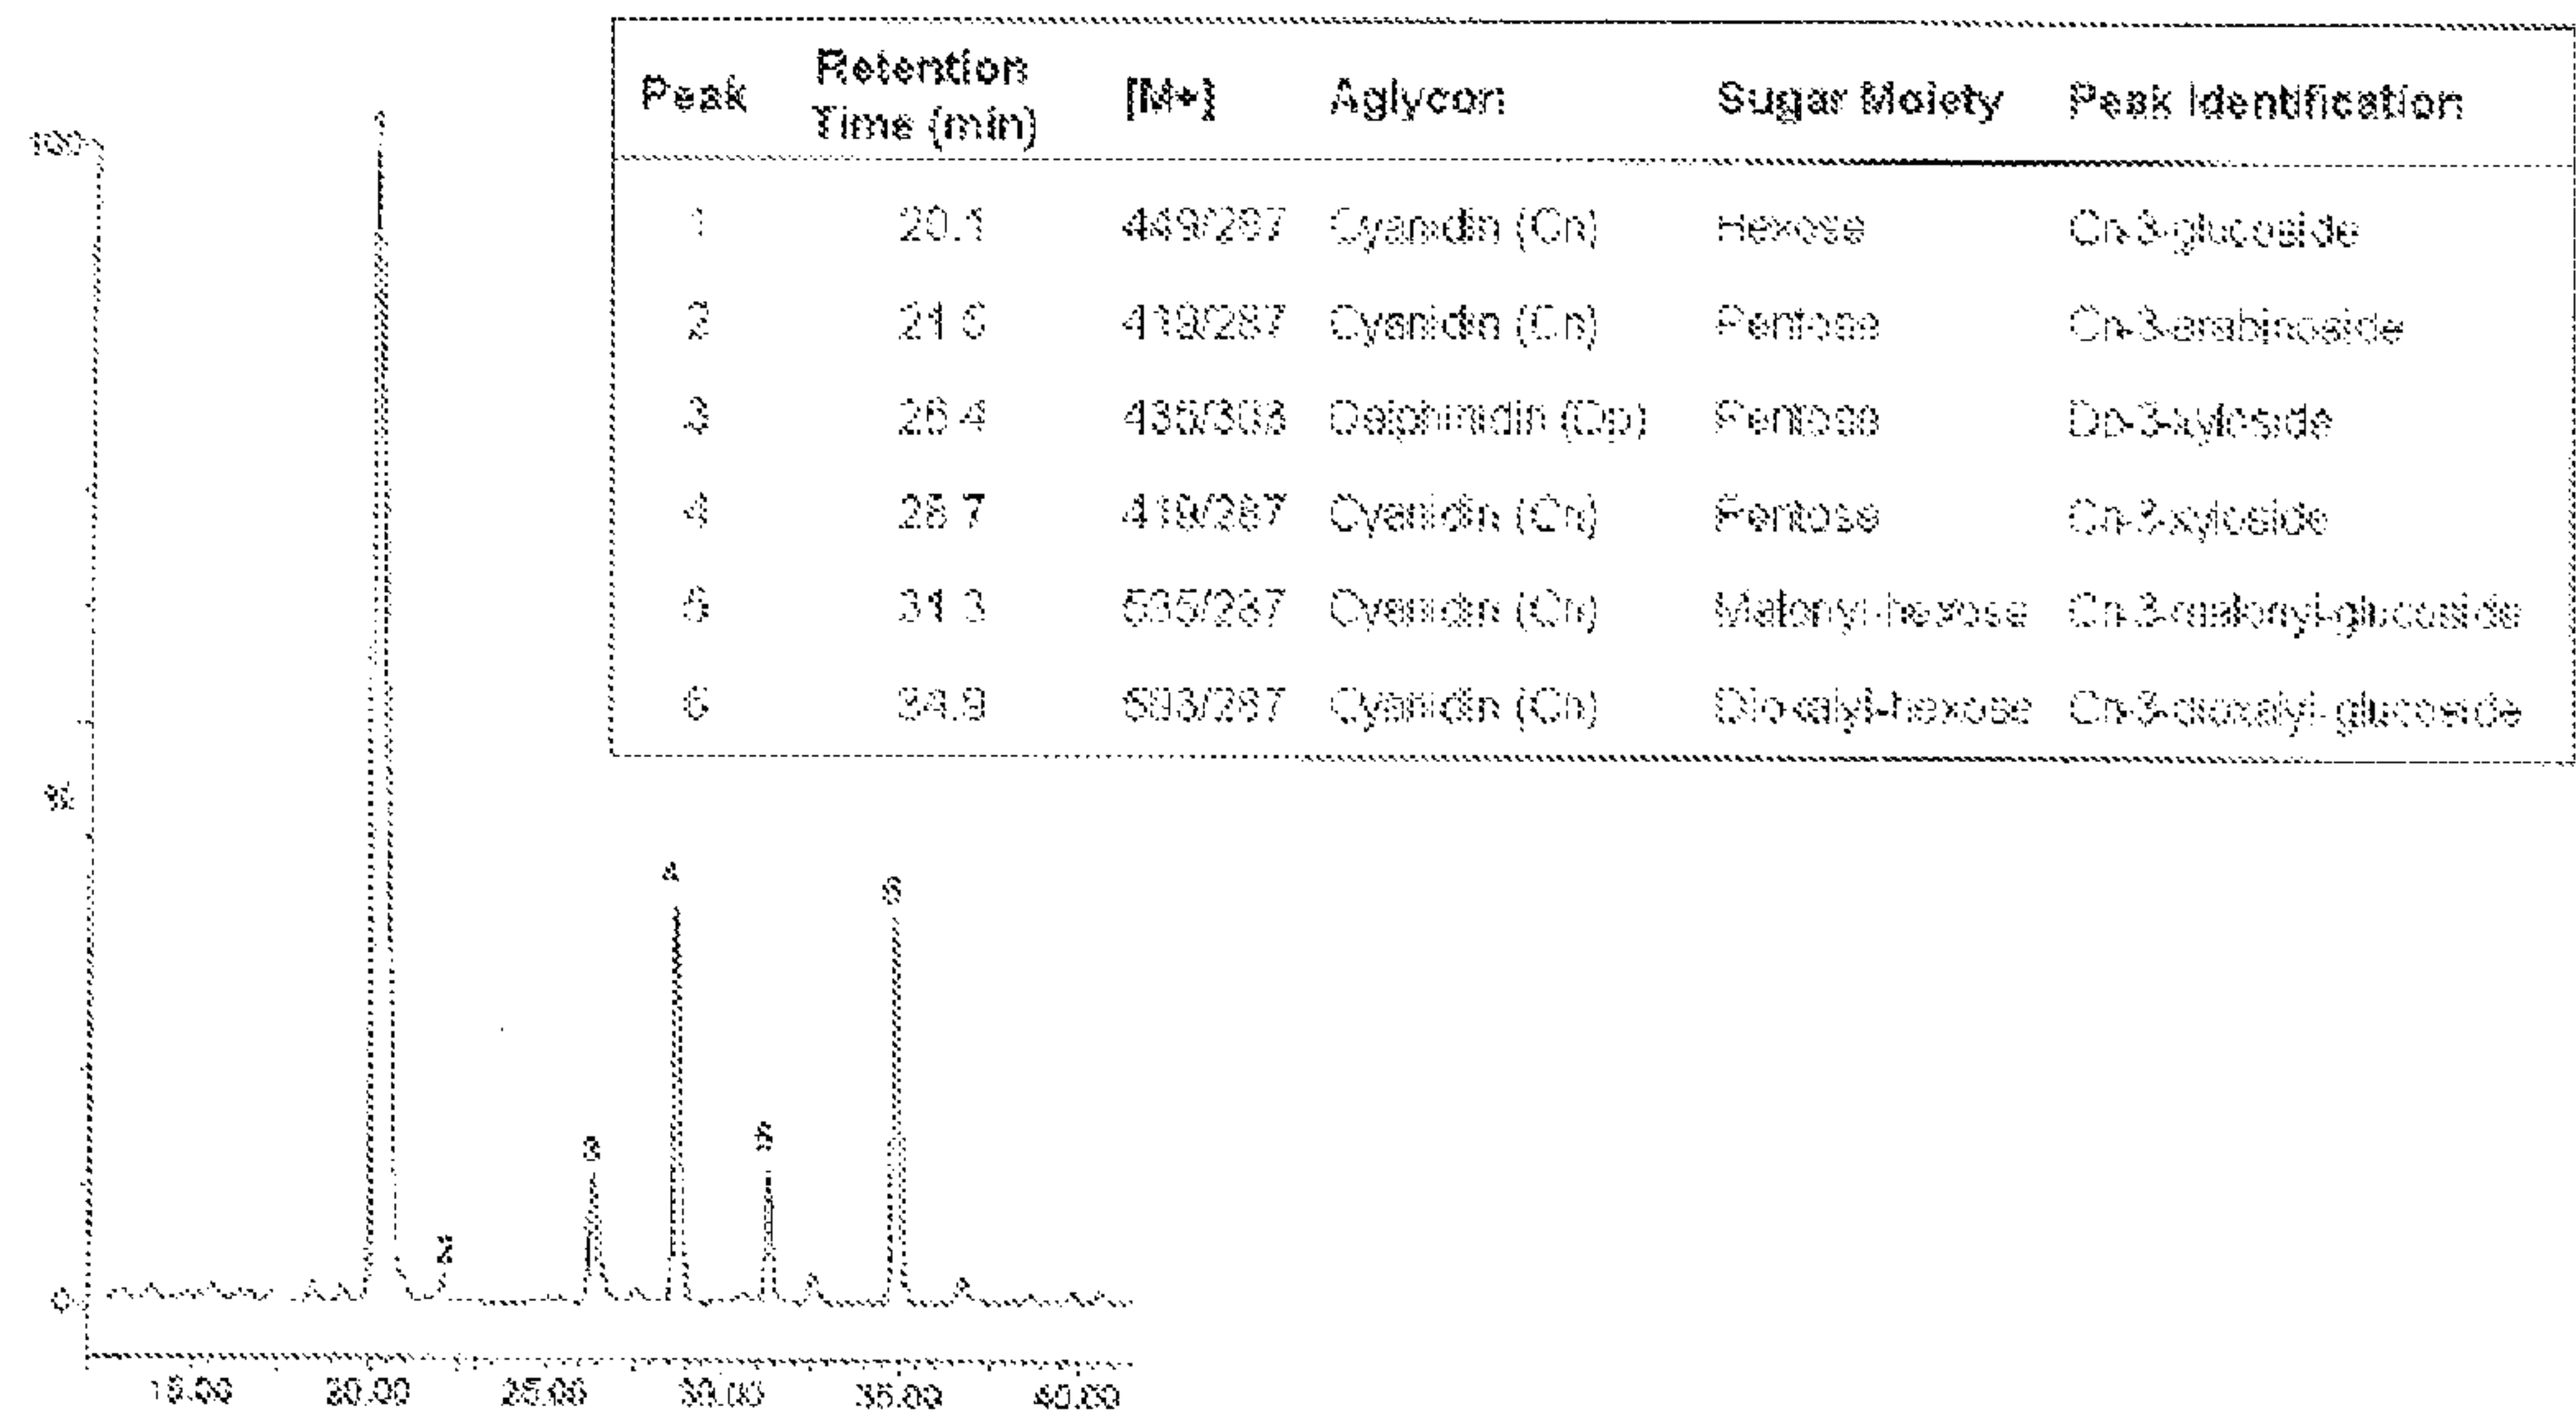 Peak Retention Time (min) [M+] Aglycon Sugar Moiety Peak Identification
1 20.1 449/287 Cyanidin (Cn) Hexose Cn-3-glucoside
2 21.6 419/287 Cyanidin (Cn) Pentose Cn-3-arabinoside
3 26.4 435/303 Delphinidin (Dp) Pentose Dp-3-xyloside
4 28.7 419/287 Cyanidin (Cn) Pentose Cn-3-xyloside
5 31.3 535/287 Cyanidin (Cn) Malonyl-hexose Cn-3-malonyl-glucoside
6 34.9 593/287 Cyanidin (Cn) Dioxalyl-hexose Cn-3-dioxalyl-glucoside
100
1
%
4
6
3
5
2
0
15.00 20.00 25.00 30.00 35.00 40.00